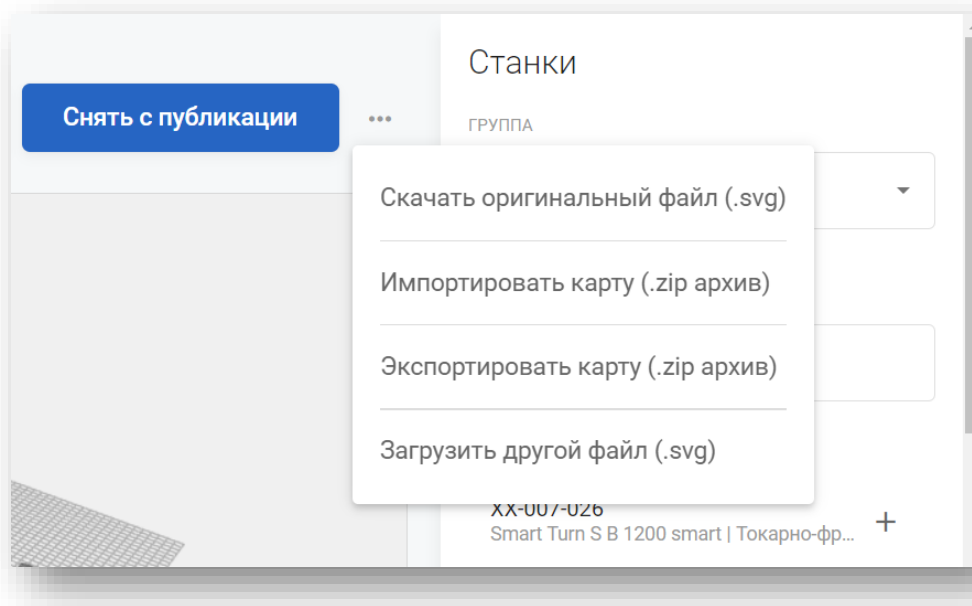 Станки
Снять с публикации
ГРУППА
Скачать оригинальный файл (.svg)
Импортировать карту (.zip архив)
Экспортировать карту (.zip архив)
Загрузить другой файл (.svg)
XX-007-026
Smart Turn S B 1200 smart | Токарно-фр...